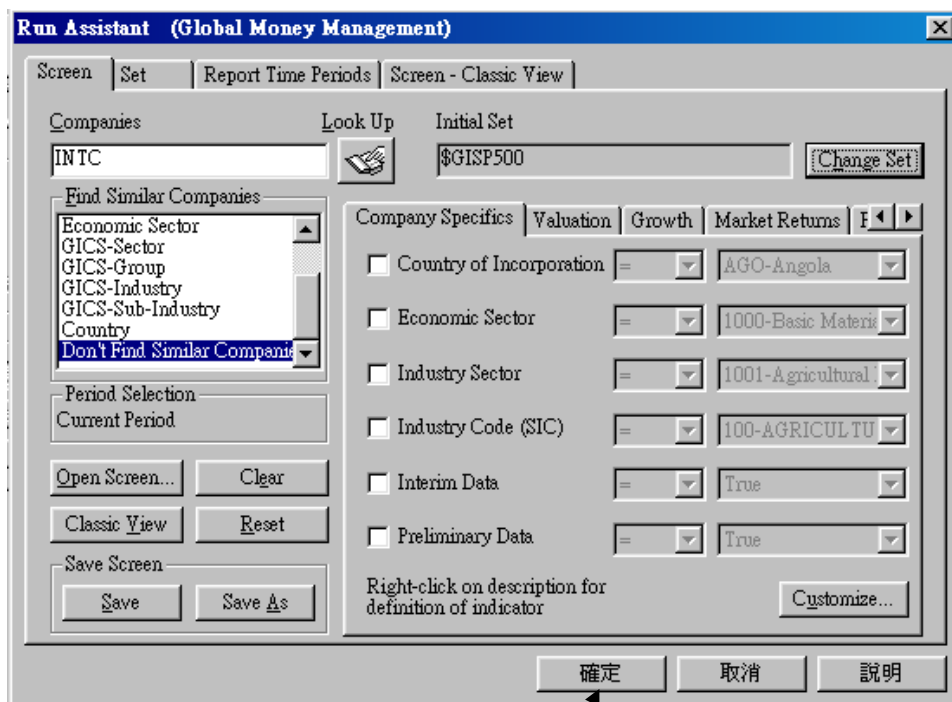 Run Assistant (Global Money Management)
Screen Set Report Time Periods Screen - Classic View
Companies Look Up Initial Set
INTC $GISP500 Change Set
Find Similar Companies
Economic Sector
GICS-Sector
GICS-Group
GICS-Industry
GICS-Sub-Industry
Country
Don't Find Similar Companie
Period Selection
Current Period
Open Screen... Clear
Classic View Reset
Save Screen
Save Save As
Company Specifics Valuation Growth Market Returns
Country of Incorporation = AGO-Angola
Economic Sector = 1000-Basic Materia
Industry Sector = 1001-Agricultural
Industry Code (SIC) = 100-AGRICULTU
Interim Data = True
Preliminary Data = True
Right-click on description for
definition of indicator
Customize...
確定 取消 說明